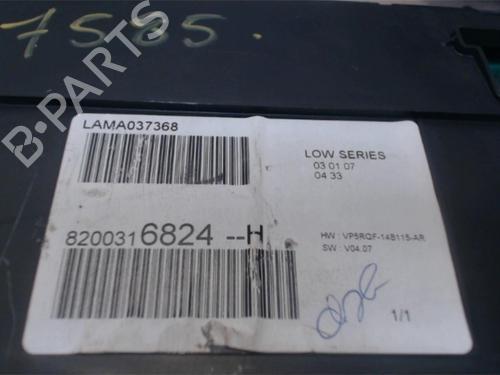 7585.
LAMA037368
LOW SERIES
03 01 07
04 33
8200316824 --H
HW : VP5RQF-14B115-AR
SW : V04.07
1/1
B-PARTS